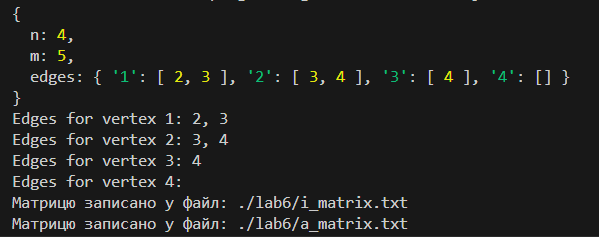 {
  n: 4,
  m: 5,
  edges: { '1': [ 2, 3 ], '2': [ 3, 4 ], '3': [ 4 ], '4': [] }
}
Edges for vertex 1: 2, 3
Edges for vertex 2: 3, 4
Edges for vertex 3: 4
Edges for vertex 4:
Матрицю записано у файл: ./lab6/i_matrix.txt
Матрицю записано у файл: ./lab6/a_matrix.txt